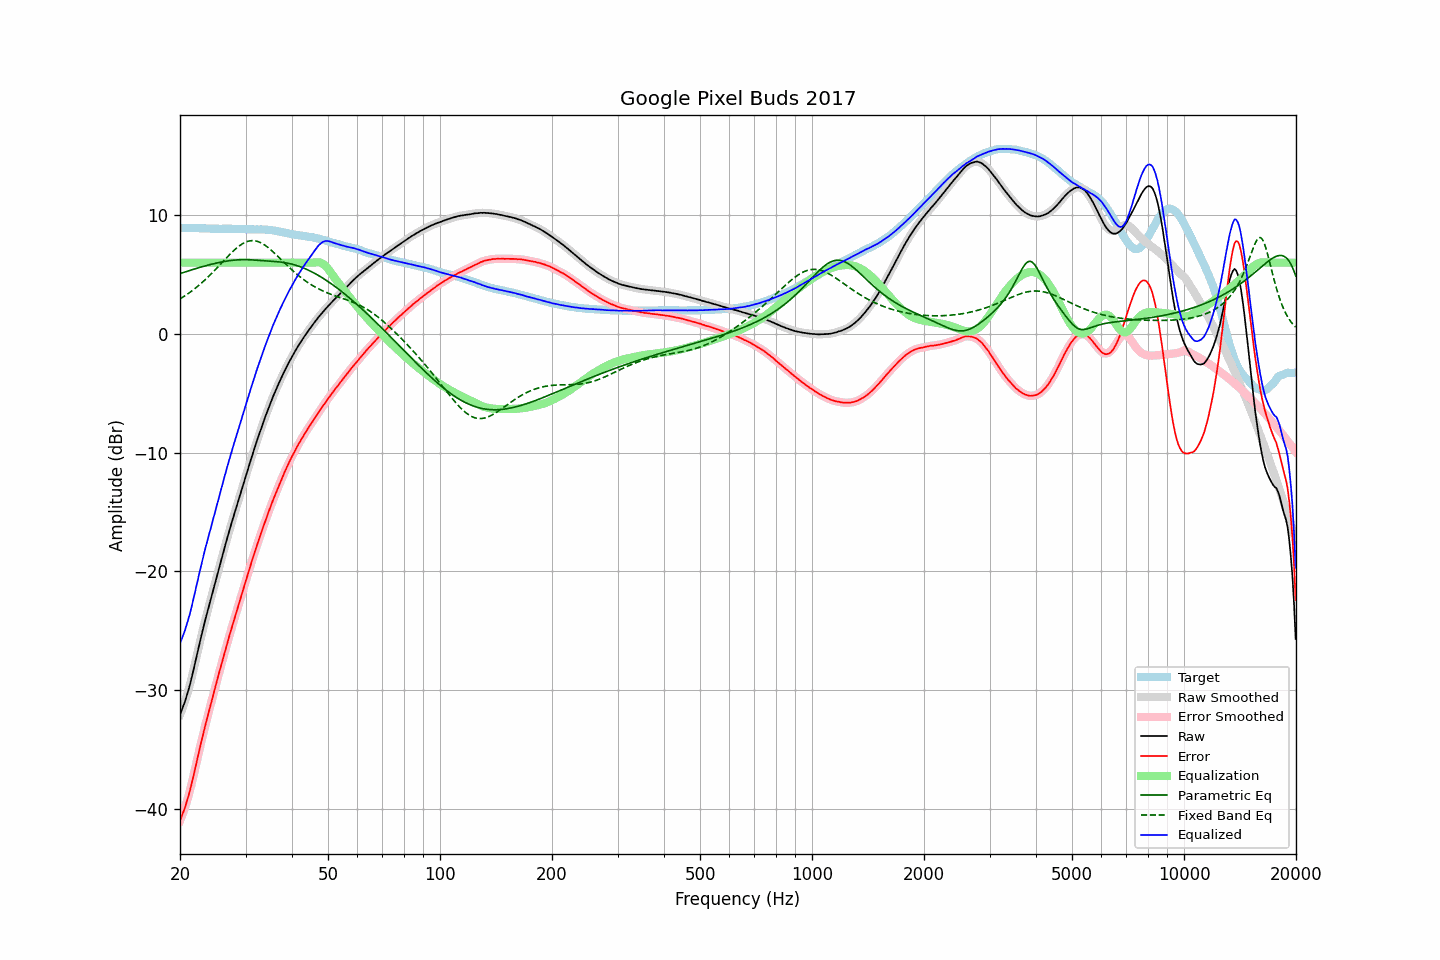 Google Pixel Buds 2017
Amplitude (dBr)
10
0
−10
−20
−30
−40
20
50
100
200
500
1000
2000
5000
10000
20000
Frequency (Hz)
Target
Raw Smoothed
Error Smoothed
Raw
Error
Equalization
Parametric Eq
Fixed Band Eq
Equalized